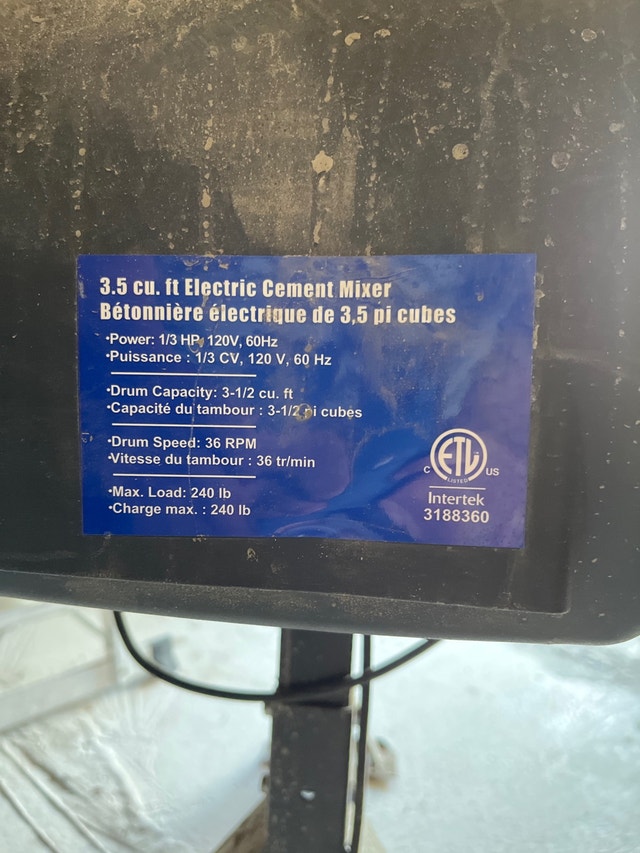 3.5 cu. ft Electric Cement Mixer
Bétonnière électrique de 3,5 pi cubes
•Power: 1/3 HP, 120V, 60Hz
•Puissance : 1/3 CV, 120 V, 60 Hz
•Drum Capacity: 3-1/2 cu. ft
•Capacité du tambour : 3-1/2 pi cubes
•Drum Speed: 36 RPM
•Vitesse du tambour : 36 tr/min
•Max. Load: 240 lb
•Charge max. : 240 lb
ETL
LISTED
C US
Intertek
3188360